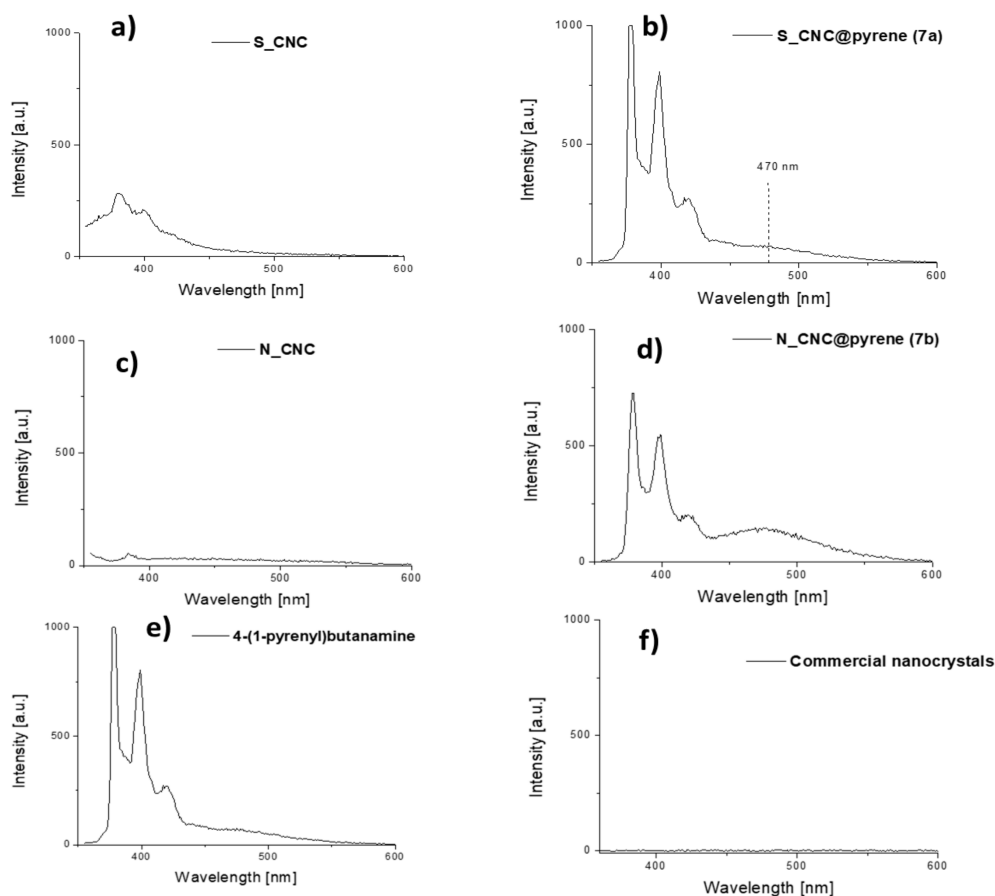 a)
S_CNC
1000
500
0
400
500
600
Intensity [a.u.]
Wavelength [nm]
b)
S_CNC@pyrene (7a)
1000
500
0
470 nm
400
500
600
Intensity [a.u.]
Wavelength [nm]
c)
N_CNC
1000
500
0
400
500
600
Intensity [a.u.]
Wavelength [nm]
d)
N_CNC@pyrene (7b)
1000
500
0
400
500
600
Intensity [a.u.]
Wavelength [nm]
e)
4-(1-pyrenyl)butanamine
1000
500
0
400
500
600
Intensity [a.u.]
Wavelength [nm]
f)
Commercial nanocrystals
1000
500
0
400
500
600
Intensity [a.u.]
Wavelength [nm]